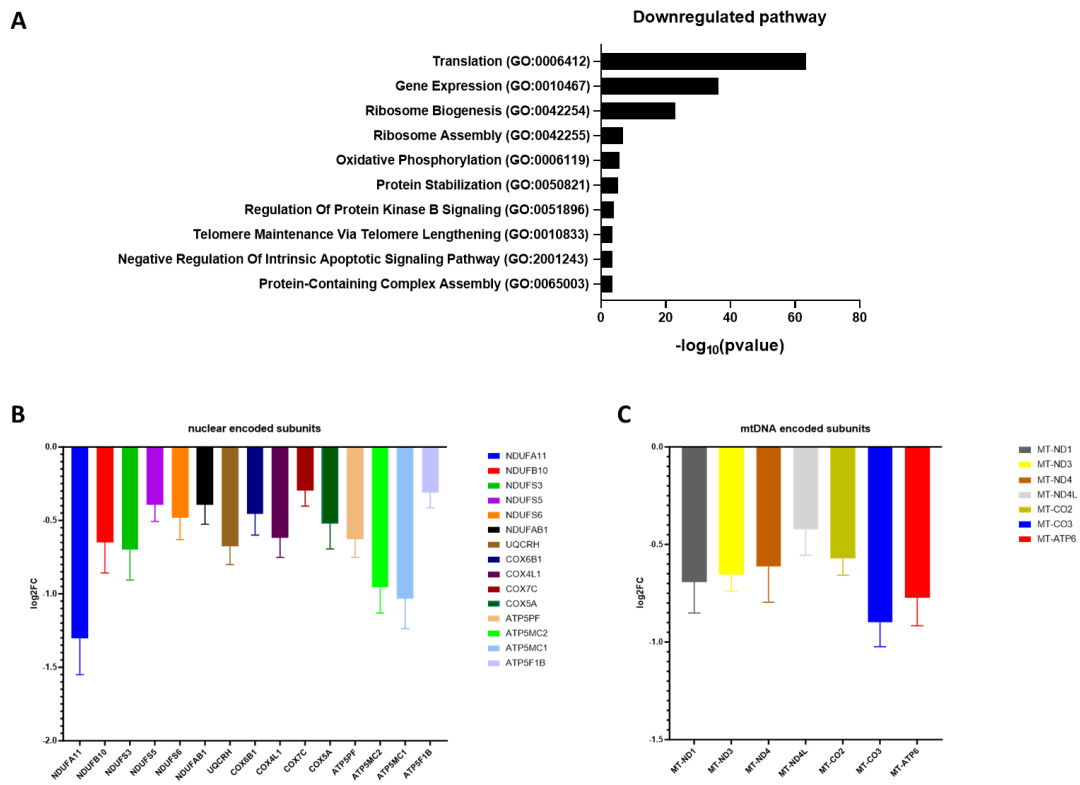 A
Downregulated pathway
Translation (GO:0006412)
Gene Expression (GO:0010467)
Ribosome Biogenesis (GO:0042254)
Ribosome Assembly (GO:0042255)
Oxidative Phosphorylation (GO:0006119)
Protein Stabilization (GO:0050821)
Regulation Of Protein Kinase B Signaling (GO:0051896)
Telomere Maintenance Via Telomere Lengthening (GO:0010833)
Negative Regulation Of Intrinsic Apoptotic Signaling Pathway (GO:2001243)
Protein-Containing Complex Assembly (GO:0065003)
0 20 40 60 80
-log10(pvalue)
B
nuclear encoded subunits
log2FC
0.0
-0.5
-1.0
-1.5
-2.0
NDUFA11 NDUFB10 NDUFS3 NDUFS5 NDUFS6 NDUFAB1 UQCRH COX6B1 COX4L1 COX7C COX5A ATP5PF ATP5MC2 ATP5MC1 ATP5F1B
NDUFA11
NDUFB10
NDUFS3
NDUFS5
NDUFS6
NDUFAB1
UQCRH
COX6B1
COX4L1
COX7C
COX5A
ATP5PF
ATP5MC2
ATP5MC1
ATP5F1B
C
mtDNA encoded subunits
log2FC
0.0
-0.5
-1.0
-1.5
MT-ND1 MT-ND3 MT-ND4 MT-ND4L MT-CO2 MT-CO3 MT-ATP6
MT-ND1
MT-ND3
MT-ND4
MT-ND4L
MT-CO2
MT-CO3
MT-ATP6